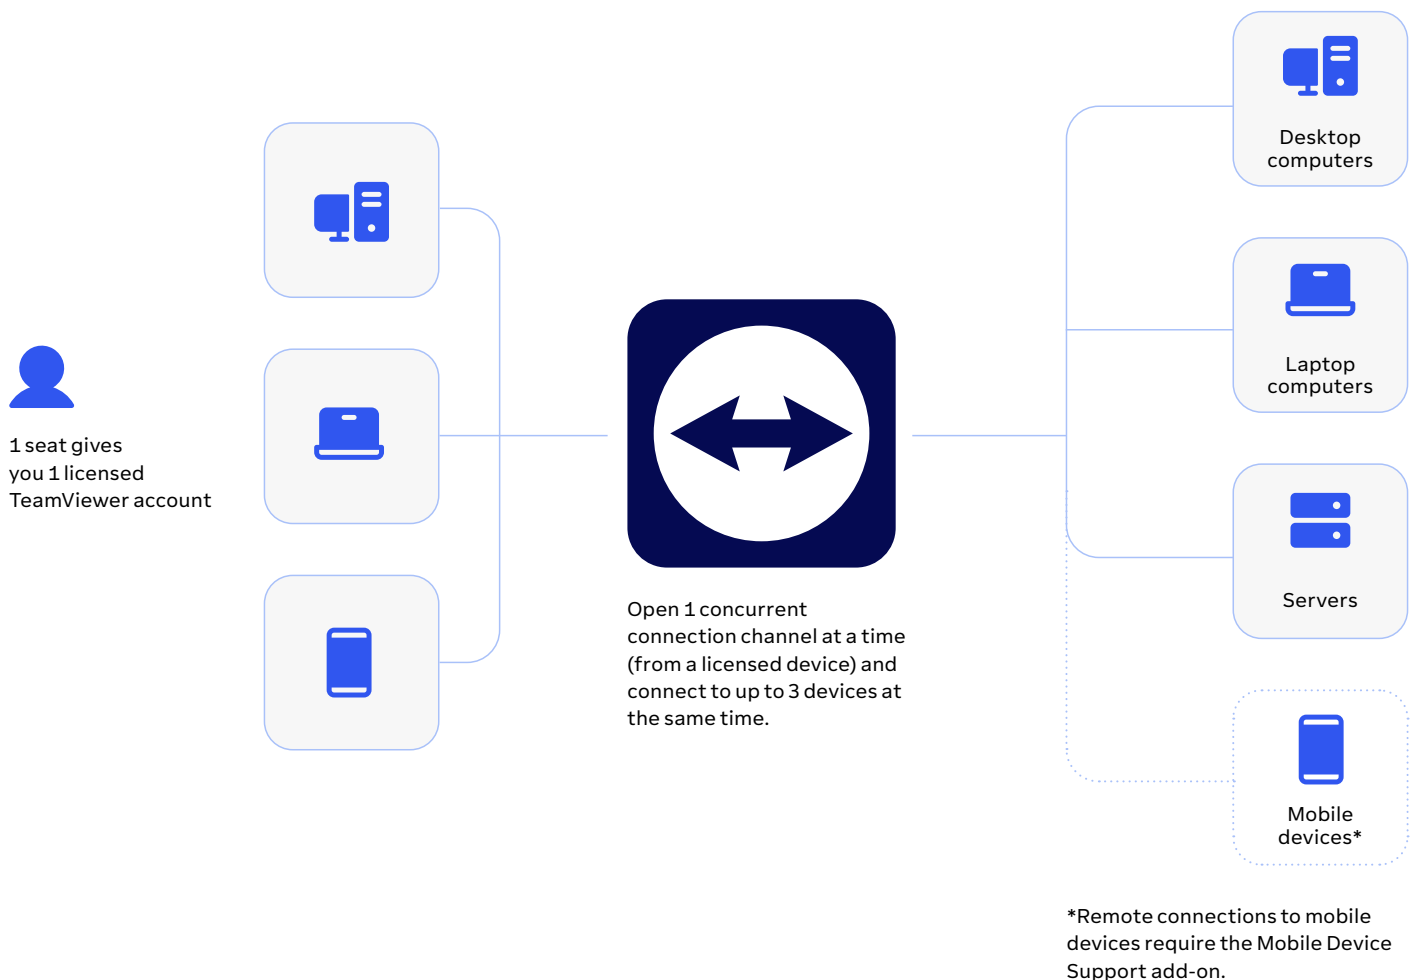 1 seat gives
you 1 licensed
TeamViewer account
Open 1 concurrent
connection channel at a time
(from a licensed device) and
connect to up to 3 devices at
the same time.
Desktop
computers
Laptop
computers
Servers
Mobile
devices*
*Remote connections to mobile
devices require the Mobile Device
Support add-on.